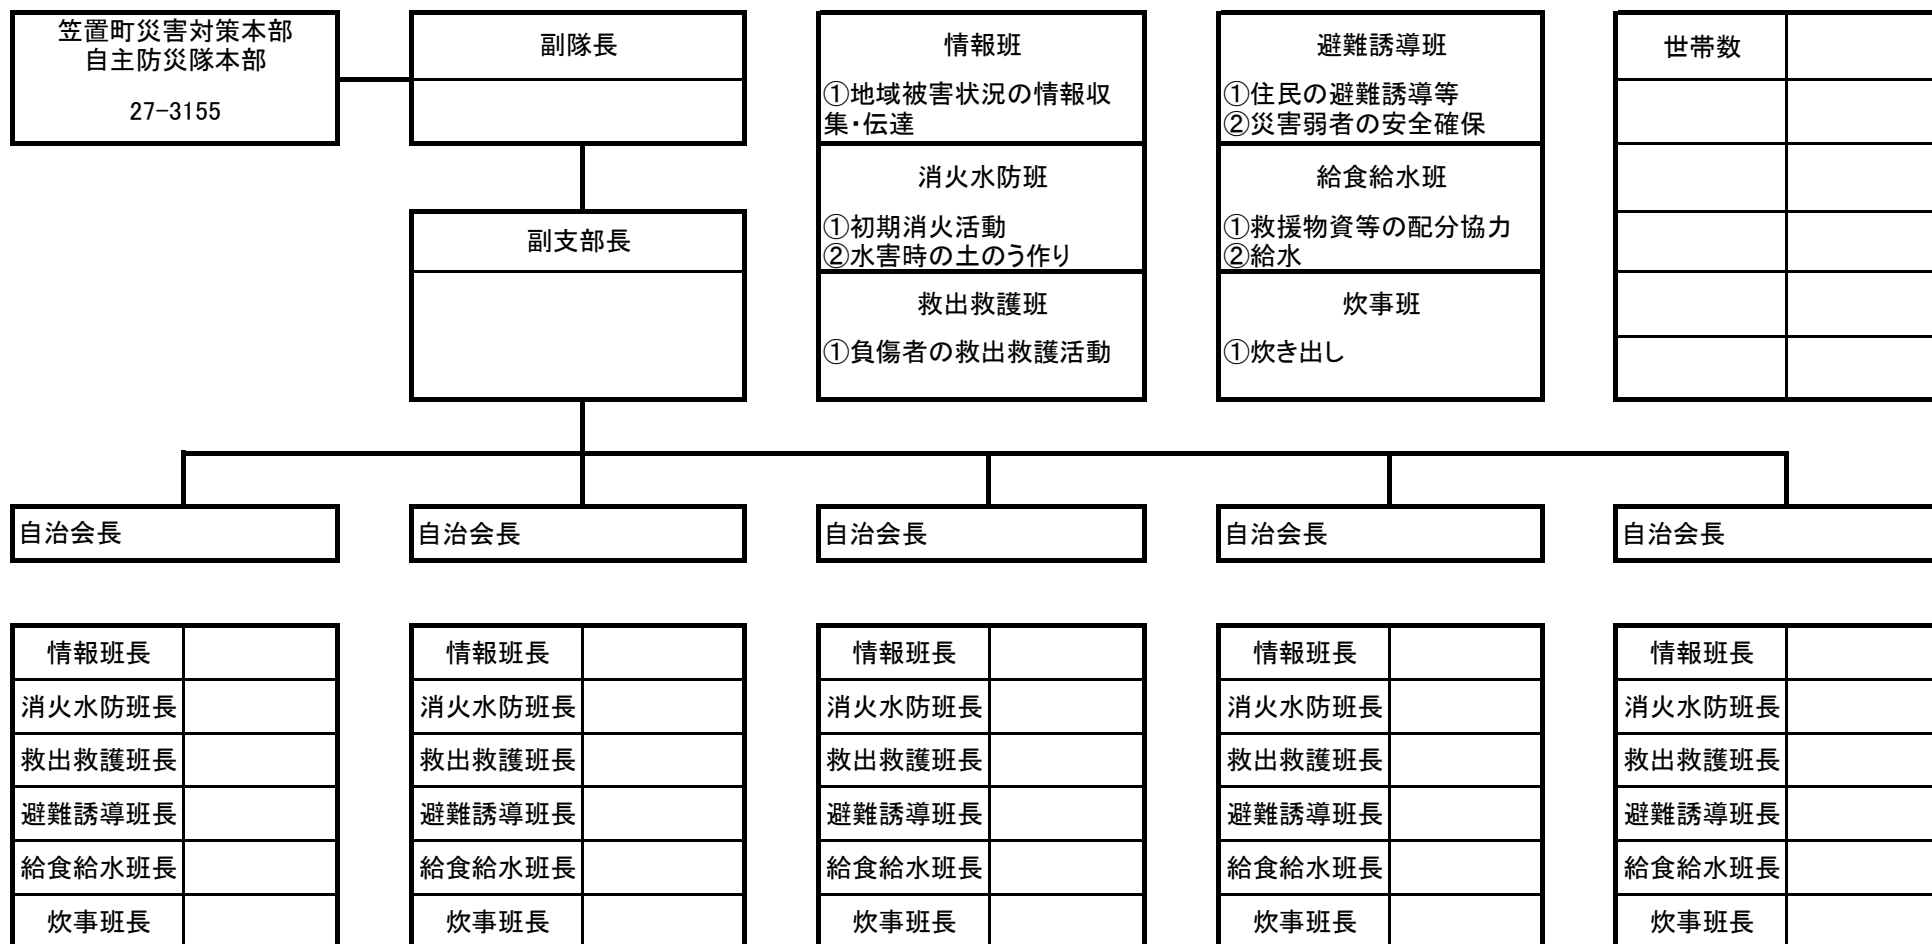 笠置町災害対策本部
自主防災隊本部
27-3155
副隊長
副支部長
情報班
①地域被害状況の情報収
集・伝達
消火水防班
①初期消火活動
②水害時の土のう作り
救出救護班
①負傷者の救出救護活動
避難誘導班
①住民の避難誘導等
②災害弱者の安全確保
給食給水班
①救援物資等の配分協力
②給水
炊事班
①炊き出し
世帯数
自治会長
自治会長
自治会長
自治会長
自治会長
情報班長
消火水防班長
救出救護班長
避難誘導班長
給食給水班長
炊事班長
情報班長
消火水防班長
救出救護班長
避難誘導班長
給食給水班長
炊事班長
情報班長
消火水防班長
救出救護班長
避難誘導班長
給食給水班長
炊事班長
情報班長
消火水防班長
救出救護班長
避難誘導班長
給食給水班長
炊事班長
情報班長
消火水防班長
救出救護班長
避難誘導班長
給食給水班長
炊事班長